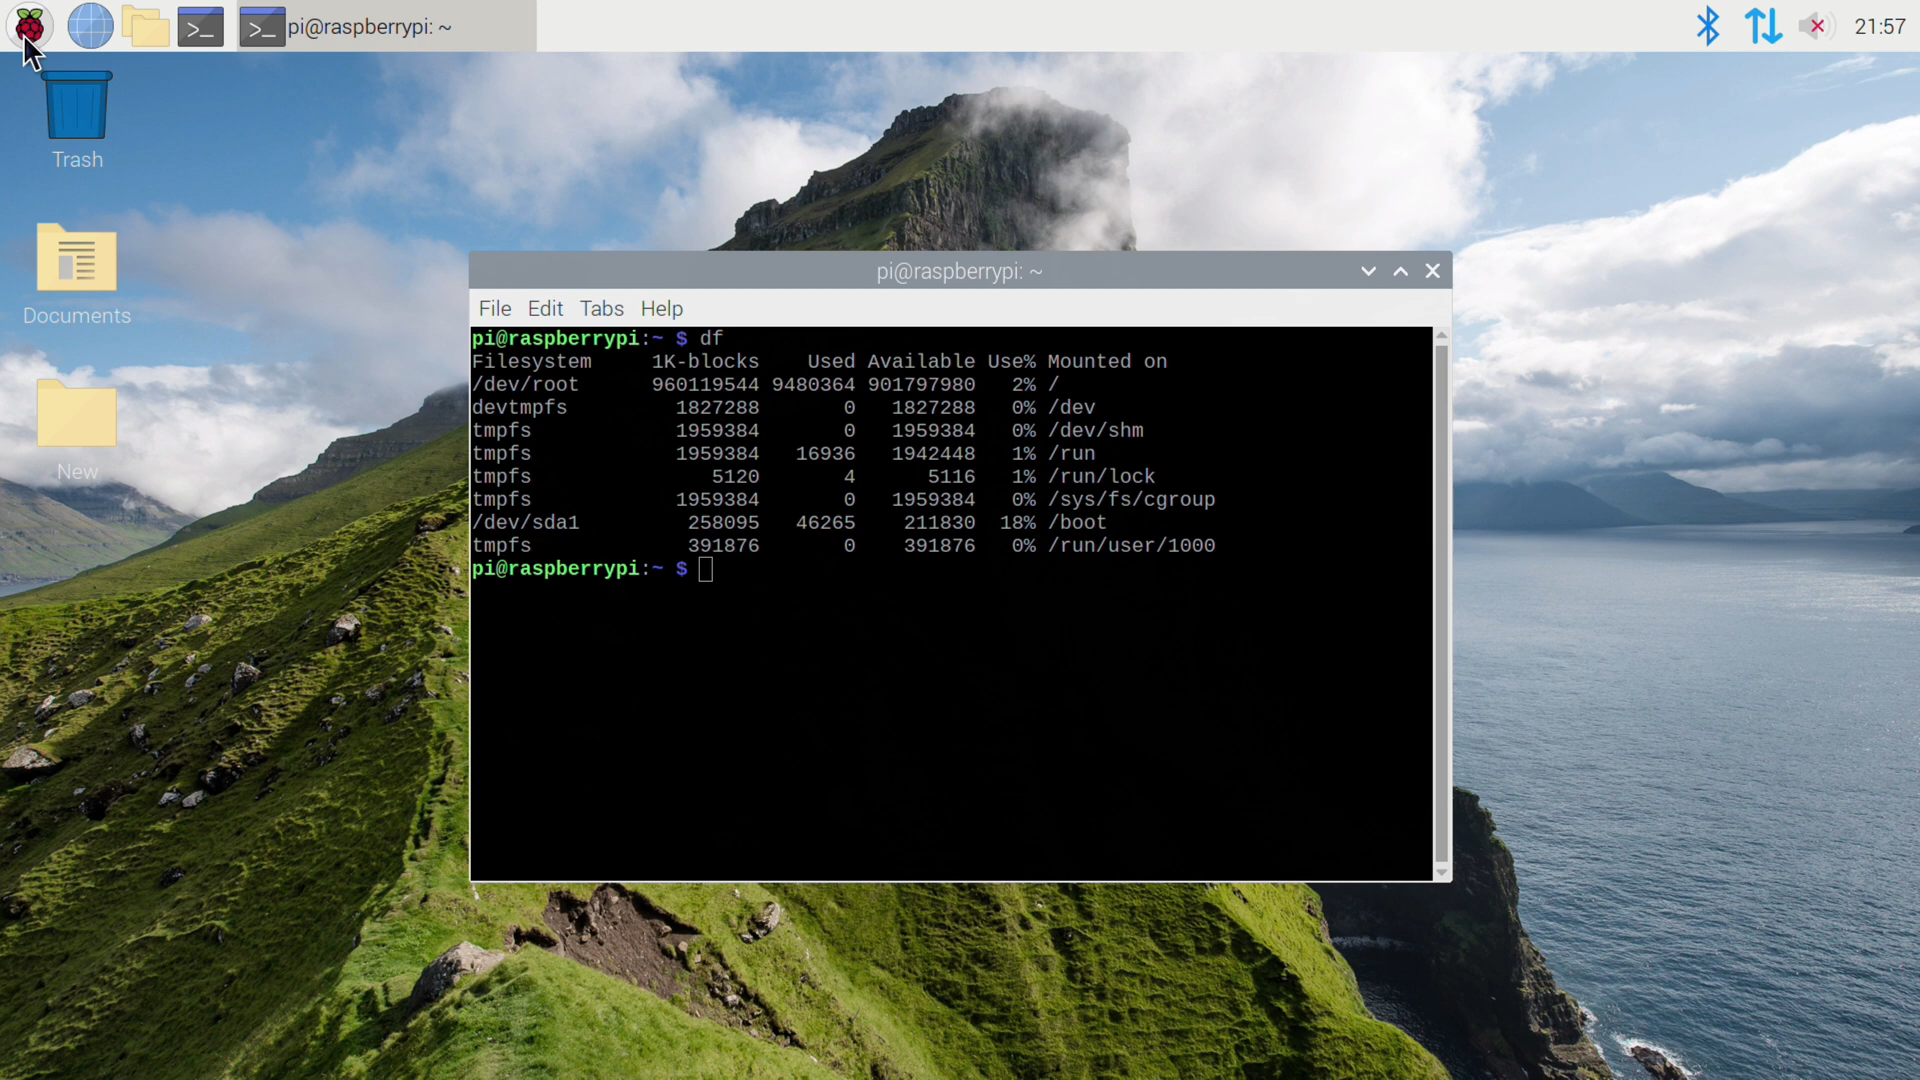 pi@raspberrypi: ~
21:57
Trash
Documents
New
pi@raspberrypi: ~
File Edit Tabs Help
pi@raspberrypi:~ $ df
Filesystem     1K-blocks    Used Available Use% Mounted on
/dev/root      960119544 9480364 901797980   2% /
devtmpfs         1827288       0   1827288   0% /dev
tmpfs            1959384       0   1959384   0% /dev/shm
tmpfs            1959384   16936   1942448   1% /run
tmpfs               5120       4      5116   1% /run/lock
tmpfs            1959384       0   1959384   0% /sys/fs/cgroup
/dev/sda1         258095   46265    211830  18% /boot
tmpfs             391876       0    391876   0% /run/user/1000
pi@raspberrypi:~ $